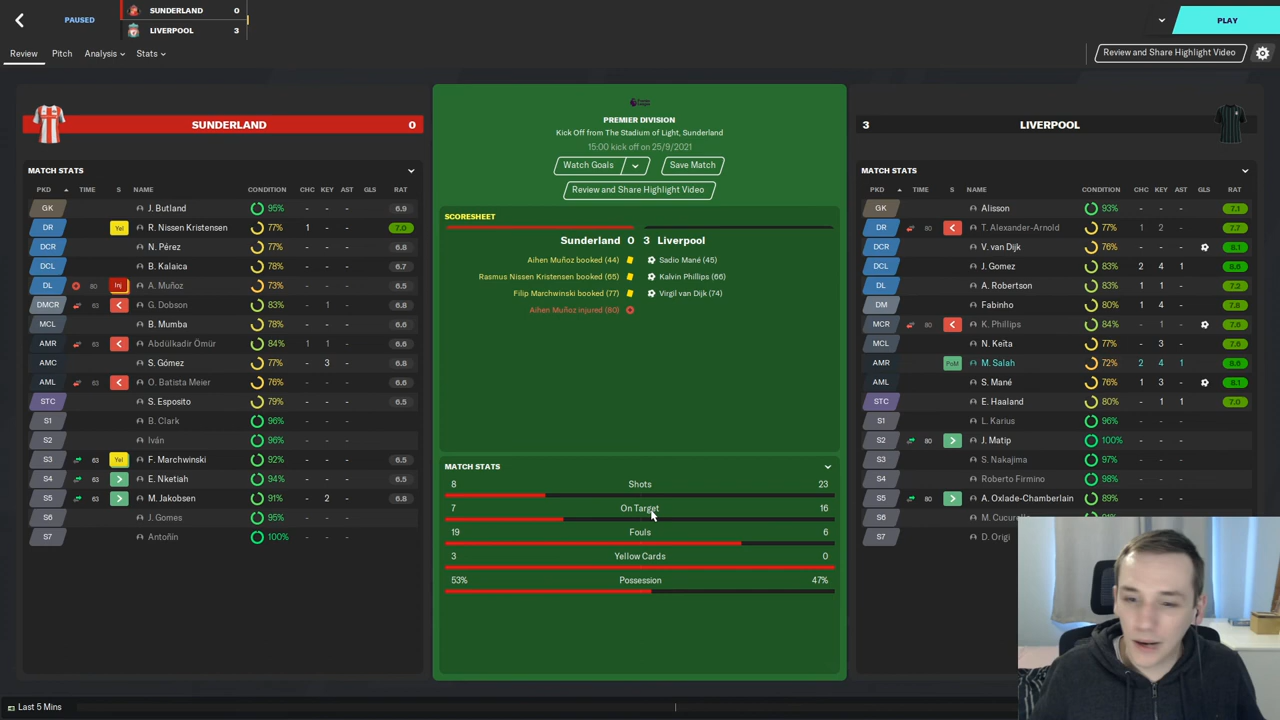 PAUSED
SUNDERLAND 0
LIVERPOOL 3
PLAY
Review Pitch Analysis Stats
Review and Share Highlight Video
SUNDERLAND 0
MATCH STATS
PKD TIME S NAME CONDITION CHC KEY AST GLS RAT
GK J. Butland 95% - - - - 6.9
DR Yel R. Nissen Kristensen 77% 1 - - - 7.0
DCR N. Pérez 77% - - - - 6.8
DCL B. Kalaica 78% - - - - 6.7
DL 80 Inj A. Muñoz 73% - - - - 6.5
DMCR 63 G. Dobson 83% - 1 - - 6.8
MCL B. Mumba 78% - - - - 6.6
AMR 63 Abdülkadir Ömür 84% 1 1 - - 6.6
AMC S. Gómez 77% - 3 - - 6.8
AML 63 O. Batista Meier 76% - - - - 6.6
STC S. Esposito 79% - - - - 6.5
S1 B. Clark 96%
S2 Iván 96%
S3 63 Yel F. Marchwinski 92% - - - - 6.5
S4 63 E. Nketiah 94% - - - - 6.5
S5 63 M. Jakobsen 91% - 2 - - 6.8
S6 J. Gomes 95%
S7 Antoñín 100%
PREMIER DIVISION
Kick Off from The Stadium of Light, Sunderland
15:00 kick off on 25/9/2021
Watch Goals Save Match
Review and Share Highlight Video
SCORESHEET
Sunderland 0 3 Liverpool
Aihen Muñoz booked (44) Sadio Mané (45)
Rasmus Nissen Kristensen booked (65) Kalvin Phillips (66)
Filip Marchwinski booked (77) Virgil van Dijk (74)
Aihen Muñoz injured (80)
MATCH STATS
8 Shots 23
7 On Target 16
19 Fouls 6
3 Yellow Cards 0
53% Possession 47%
3 LIVERPOOL
MATCH STATS
PKD TIME S NAME CONDITION CHC KEY AST GLS RAT
GK Alisson 93% - - - 7.1
DR 80 T. Alexander-Arnold 77% 1 2 - 7.7
DCR V. van Dijk 76% - - - 8.1
DCL J. Gomez 83% 2 4 1 8.6
DL A. Robertson 83% 1 1 - 7.2
DM Fabinho 80% 1 4 -
MCR 80 K. Phillips 84% - 1 -
MCL N. Keïta 77% - 3 -
AMR PoM M. Salah 72% 2 4 1 8.6
AML S. Mané 76% 1 3 - 8.1
STC E. Haaland 80% - 1 1 7.0
S1 L. Karius 96%
S2 80 J. Matip 100% - - -
S3 S. Nakajima 97%
S4 Roberto Firmino 98%
S5 80 A. Oxlade-Chamberlain 89% - - -
S6 M. Cucurella
S7 D. Origi
Last 5 Mins